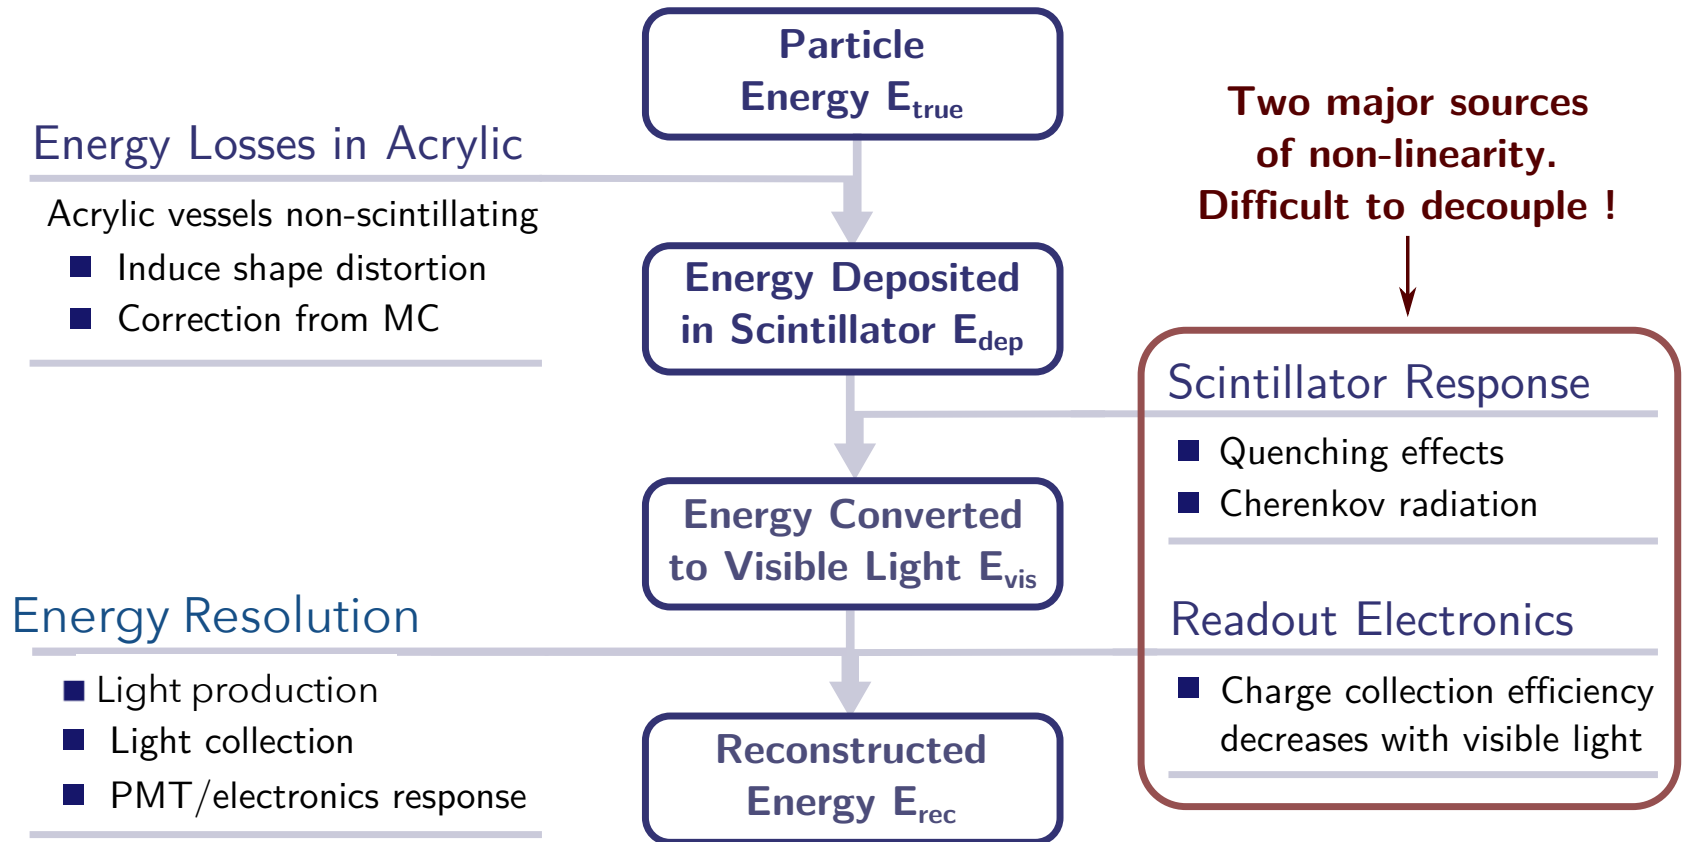 Particle
Energy E_true
Two major sources
of non-linearity.
Difficult to decouple !
Energy Losses in Acrylic
Acrylic vessels non-scintillating
Induce shape distortion
Correction from MC
Energy Deposited
in Scintillator E_dep
Scintillator Response
Quenching effects
Cherenkov radiation
Energy Converted
to Visible Light E_vis
Energy Resolution
Light production
Light collection
PMT/electronics response
Readout Electronics
Charge collection efficiency
decreases with visible light
Reconstructed
Energy E_rec